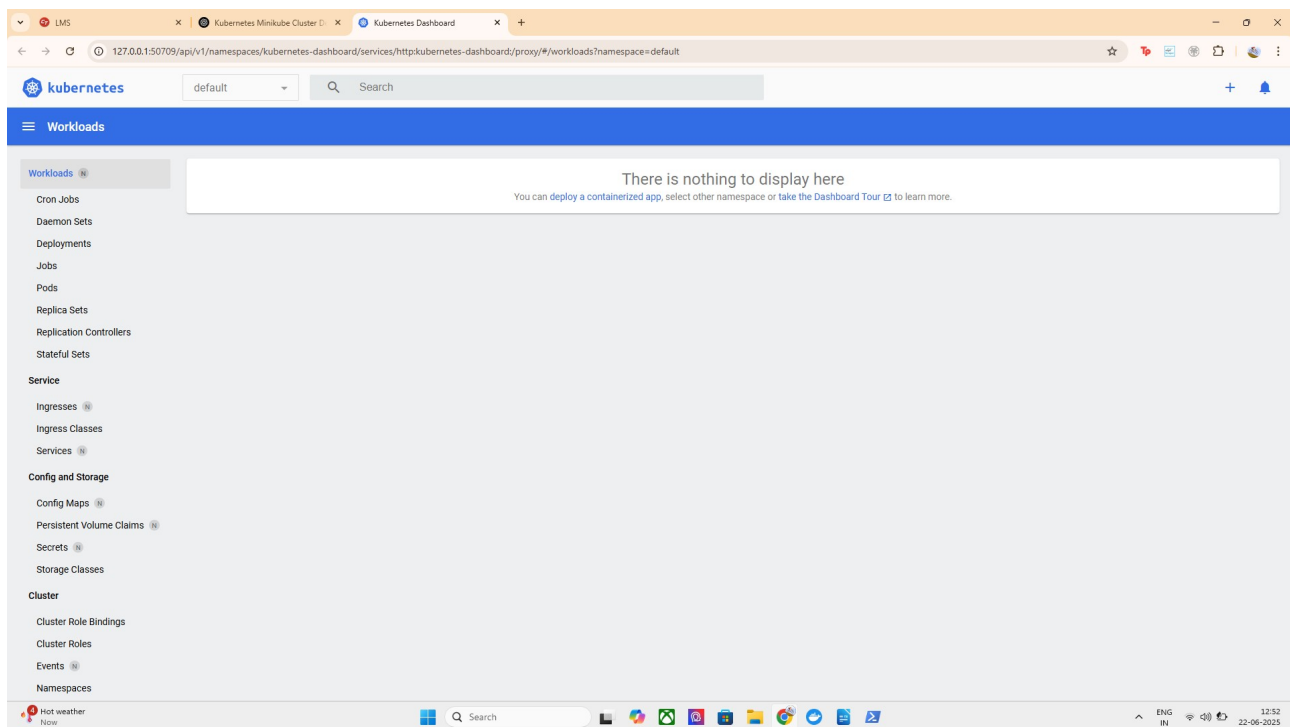 LMS
Kubernetes Minikube Cluster D
Kubernetes Dashboard
127.0.0.1:50709/api/v1/namespaces/kubernetes-dashboard/services/http:kubernetes-dashboard:/proxy/#/workloads?namespace=default
Tp
kubernetes
default
Search
Workloads
Workloads N
Cron Jobs
Daemon Sets
Deployments
Jobs
Pods
Replica Sets
Replication Controllers
Stateful Sets
Service
Ingresses N
Ingress Classes
Services N
Config and Storage
Config Maps N
Persistent Volume Claims N
Secrets N
Storage Classes
Cluster
Cluster Role Bindings
Cluster Roles
Events N
Namespaces
There is nothing to display here
You can deploy a containerized app, select other namespace or take the Dashboard Tour to learn more.
4
Hot weather
Now
Search
ENG
IN
12:52
22-06-2025